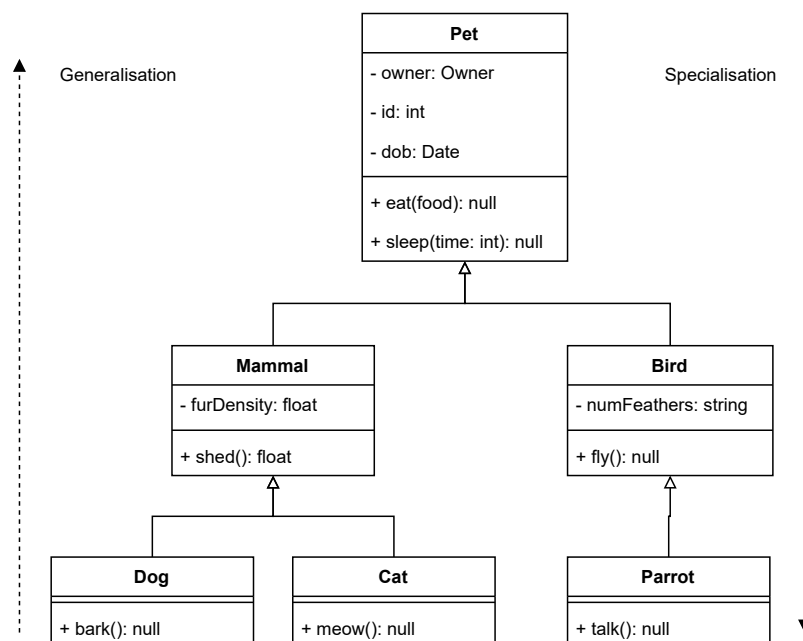 Pet
Generalisation
Specialisation
- owner: Owner
- id: int
- dob: Date
+ eat(food): null
+ sleep(time: int): null
Mammal
- furDensity: float
+ shed(): float
Bird
- numFeathers: string
+ fly(): null
Dog
+ bark(): null
Cat
+ meow(): null
Parrot
+ talk(): null